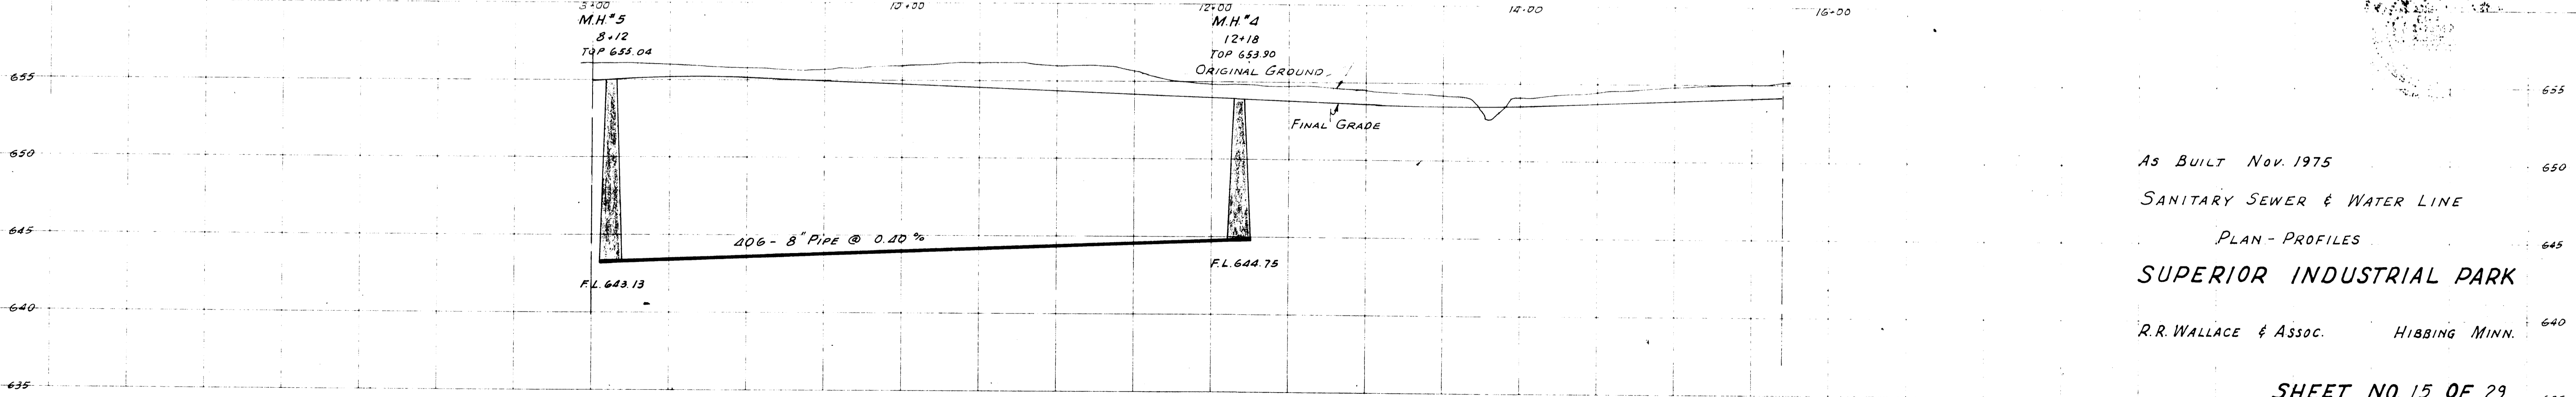 8+00 10+00 12+00 14+00 16+00
M.H.#5
8+12
TOP 655.04
M.H.#4
12+18
TOP 653.90
ORIGINAL GROUND
FINAL GRADE
655
650
645
640
635
406 - 8" PIPE @ 0.40 %
F.L. 643.13
F.L. 644.75
655
650
645
640
AS BUILT NOV. 1975
SANITARY SEWER & WATER LINE
PLAN - PROFILES
SUPERIOR INDUSTRIAL PARK
R.R. WALLACE & ASSOC. HIBBING MINN.
SHEET NO 15 OF 29